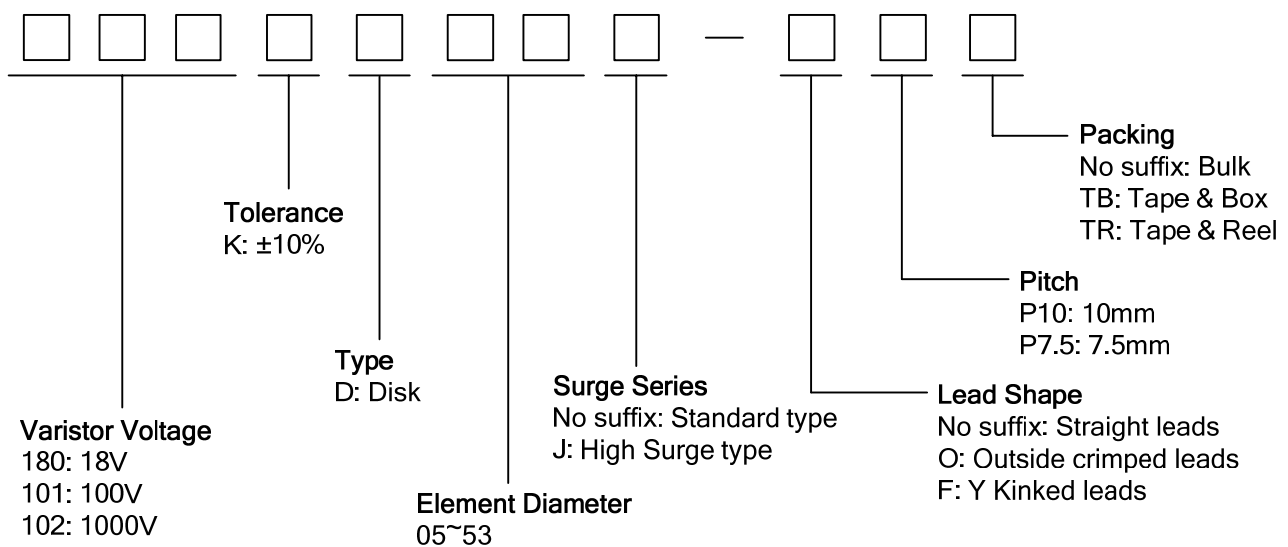 Packing
No suffix: Bulk
TB: Tape & Box
TR: Tape & Reel
Tolerance
K: ±10%
Pitch
P10: 10mm
P7.5: 7.5mm
Type
D: Disk
Surge Series
No suffix: Standard type
J: High Surge type
Lead Shape
No suffix: Straight leads
O: Outside crimped leads
F: Y Kinked leads
Varistor Voltage
180: 18V
101: 100V
102: 1000V
Element Diameter
05~53